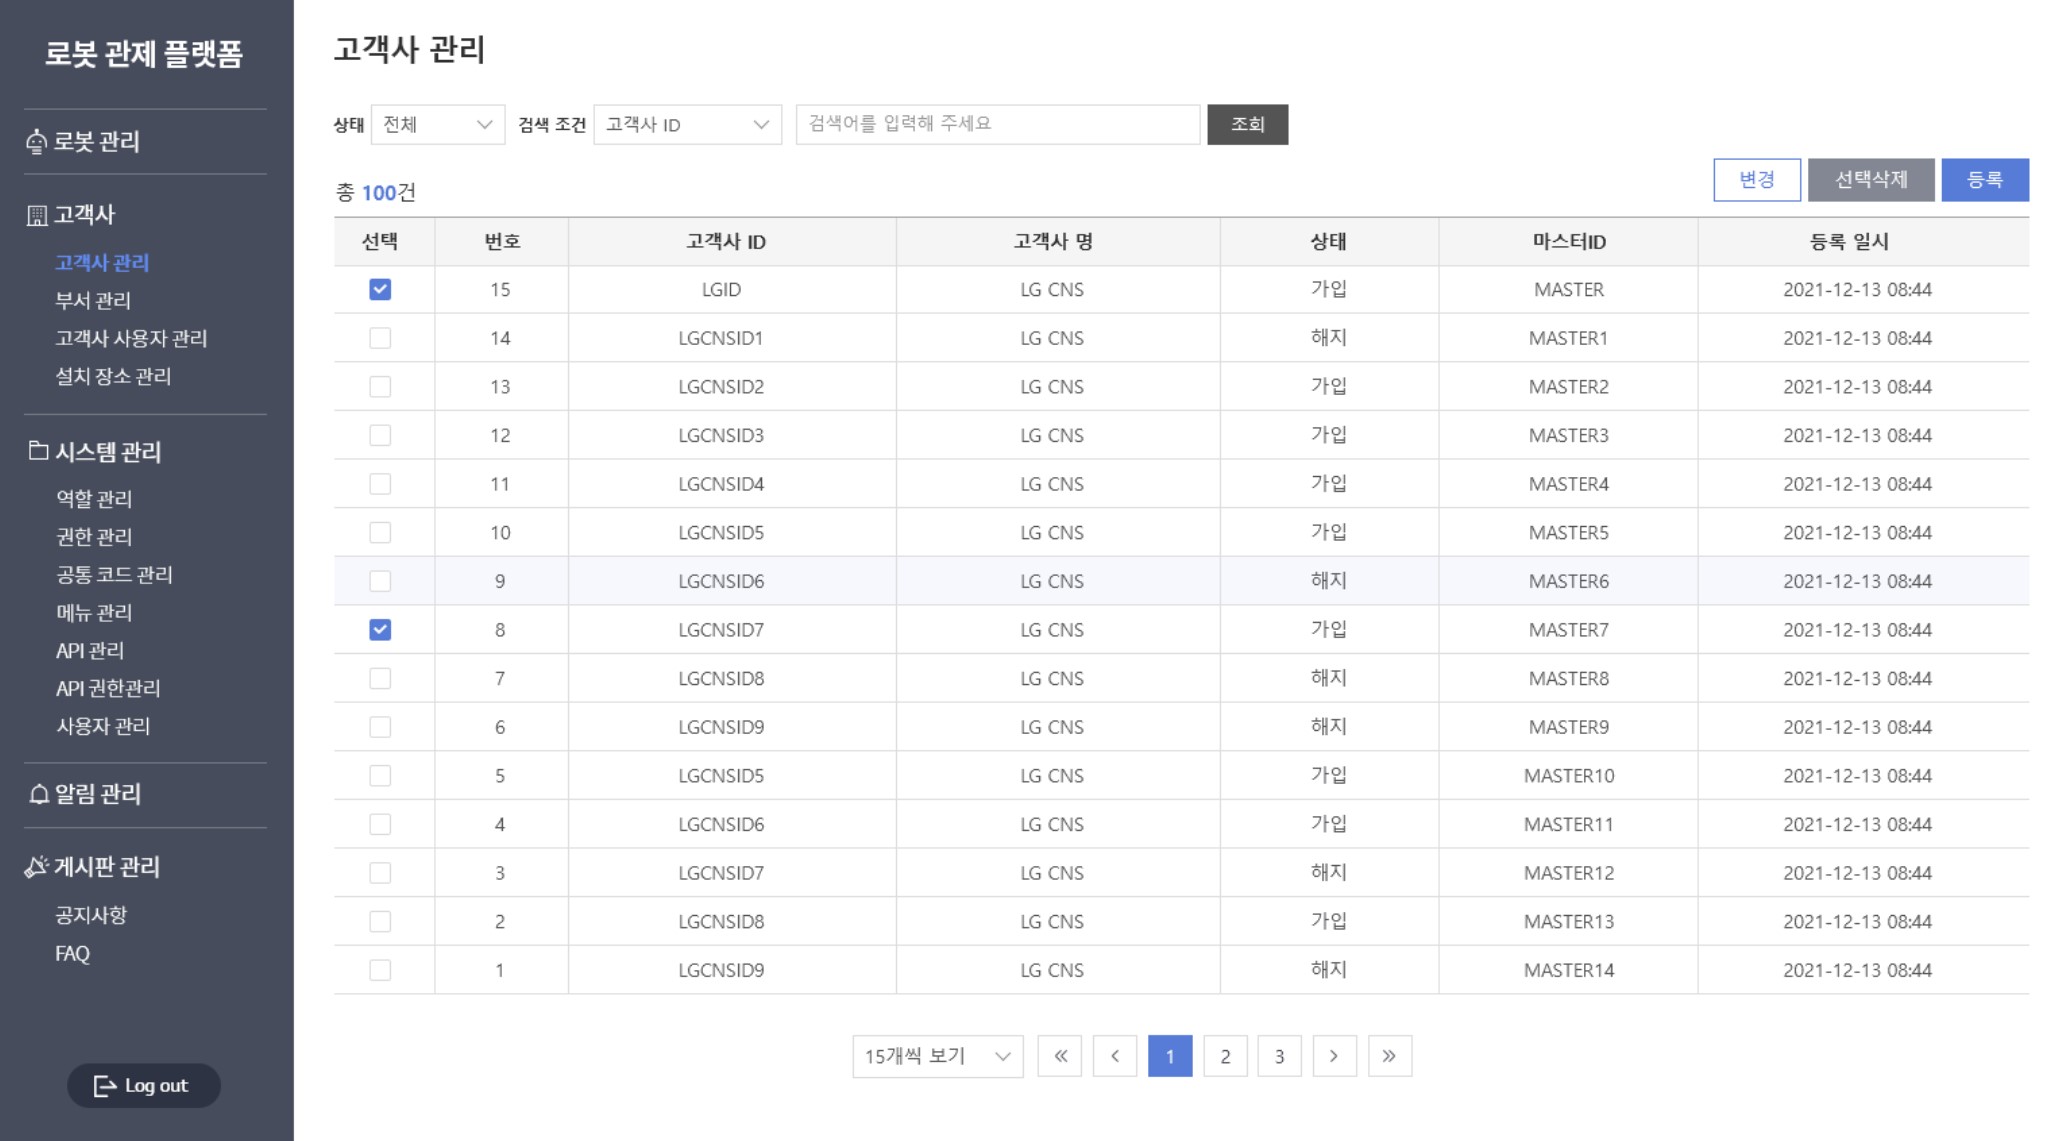 로봇 관제 플랫폼
로봇 관리
고객사
고객사 관리
부서 관리
고객사 사용자 관리
설치 장소 관리
시스템 관리
역할 관리
권한 관리
공통 코드 관리
메뉴 관리
API 관리
API 권한관리
사용자 관리
알림 관리
게시판 관리
공지사항
FAQ
Log out
고객사 관리
상태 전체 검색 조건 고객사 ID 검색어를 입력해 주세요 조회
총 100건 변경 선택삭제 등록
선택 번호 고객사 ID 고객사 명 상태 마스터ID 등록 일시
15 LGID LG CNS 가입 MASTER 2021-12-13 08:44
14 LGCNSID1 LG CNS 해지 MASTER1 2021-12-13 08:44
13 LGCNSID2 LG CNS 가입 MASTER2 2021-12-13 08:44
12 LGCNSID3 LG CNS 가입 MASTER3 2021-12-13 08:44
11 LGCNSID4 LG CNS 가입 MASTER4 2021-12-13 08:44
10 LGCNSID5 LG CNS 가입 MASTER5 2021-12-13 08:44
9 LGCNSID6 LG CNS 해지 MASTER6 2021-12-13 08:44
8 LGCNSID7 LG CNS 가입 MASTER7 2021-12-13 08:44
7 LGCNSID8 LG CNS 해지 MASTER8 2021-12-13 08:44
6 LGCNSID9 LG CNS 해지 MASTER9 2021-12-13 08:44
5 LGCNSID5 LG CNS 가입 MASTER10 2021-12-13 08:44
4 LGCNSID6 LG CNS 가입 MASTER11 2021-12-13 08:44
3 LGCNSID7 LG CNS 해지 MASTER12 2021-12-13 08:44
2 LGCNSID8 LG CNS 가입 MASTER13 2021-12-13 08:44
1 LGCNSID9 LG CNS 해지 MASTER14 2021-12-13 08:44
15개씩 보기 « ‹ 1 2 3 › »